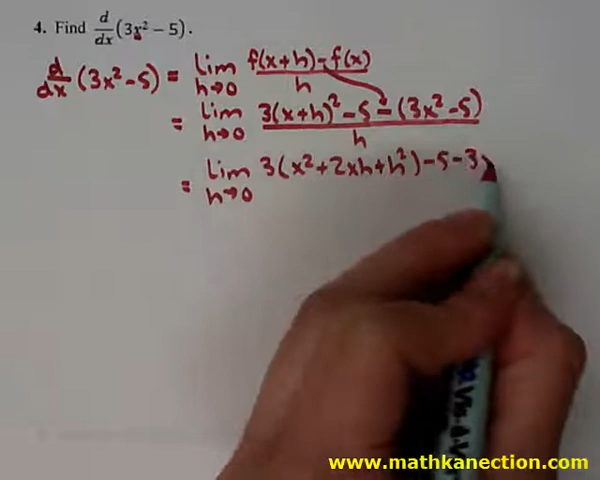 4. Find d/dx (3x² – 5).
d/dx (3x² – 5) = lim h→0 f(x+h) – f(x) / h
= lim h→0 3(x+h)² – 5 – (3x² – 5) / h
= lim h→0 3(x² + 2xh + h²) – 5 – 3
www.mathkanection.com